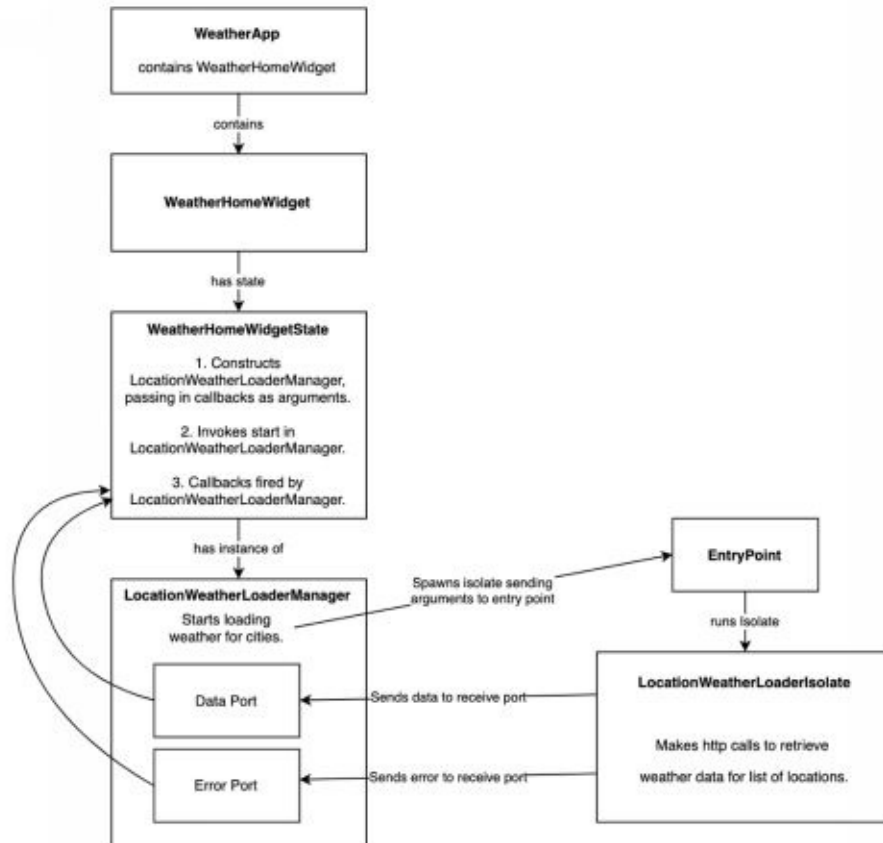 WeatherApp
contains WeatherHomeWidget
contains
WeatherHomeWidget
has state
WeatherHomeWidgetState
1. Constructs
LocationWeatherLoaderManager,
passing in callbacks as arguments.
2. Invokes start in
LocationWeatherLoaderManager.
3. Callbacks fired by
LocationWeatherLoaderManager.
has instance of
EntryPoint
Spawns isolate sending
arguments to entry point
runs Isolate
LocationWeatherLoaderManager
Starts loading
weather for cities.
Data Port
Sends data to receive port
Error Port
Sends error to receive port
LocationWeatherLoaderIsolate
Makes http calls to retrieve
weather data for list of locations.